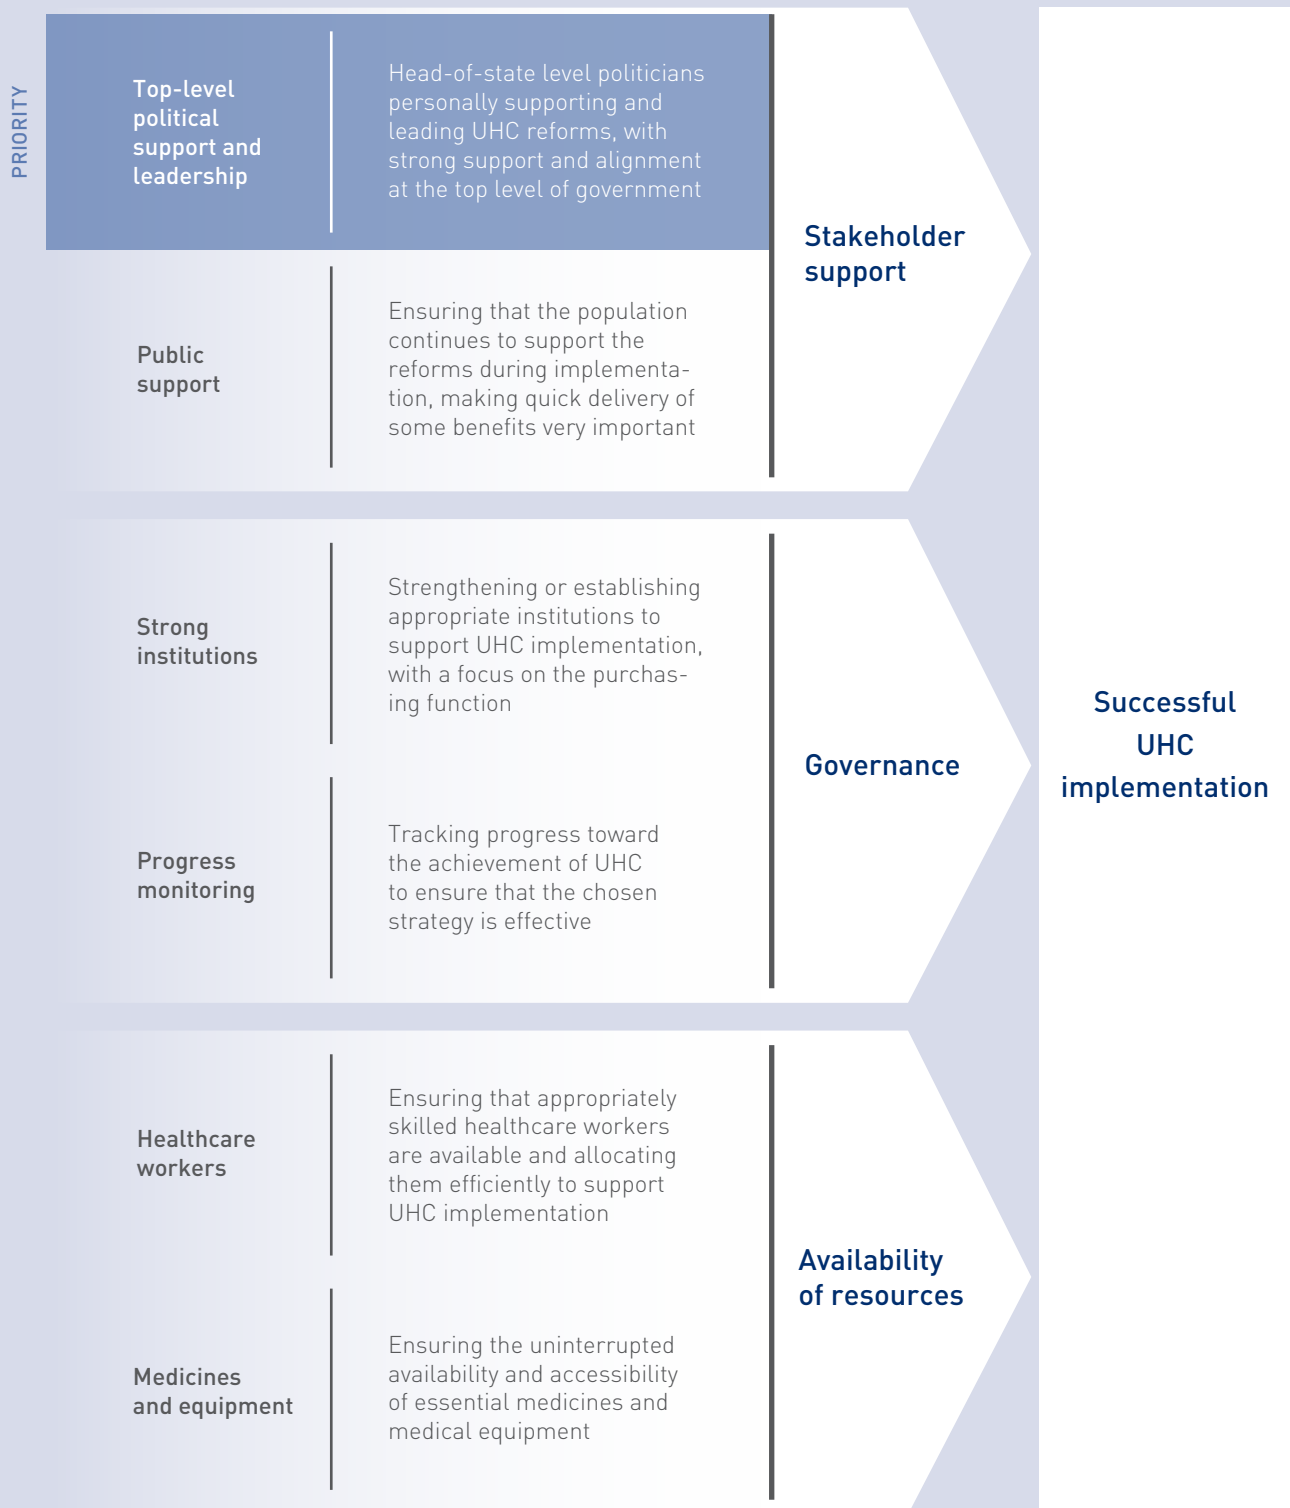 PRIORITY
Top-level
political
support and
leadership
Head-of-state level politicians
personally supporting and
leading UHC reforms, with
strong support and alignment
at the top level of government
Public
support
Ensuring that the population
continues to support the
reforms during implementa-
tion, making quick delivery of
some benefits very important
Stakeholder
support
Strong
institutions
Strengthening or establishing
appropriate institutions to
support UHC implementation,
with a focus on the purchas-
ing function
Progress
monitoring
Tracking progress toward
the achievement of UHC
to ensure that the chosen
strategy is effective
Governance
Healthcare
workers
Ensuring that appropriately
skilled healthcare workers
are available and allocating
them efficiently to support
UHC implementation
Medicines
and equipment
Ensuring the uninterrupted
availability and accessibility
of essential medicines and
medical equipment
Availability
of resources
Successful
UHC
implementation